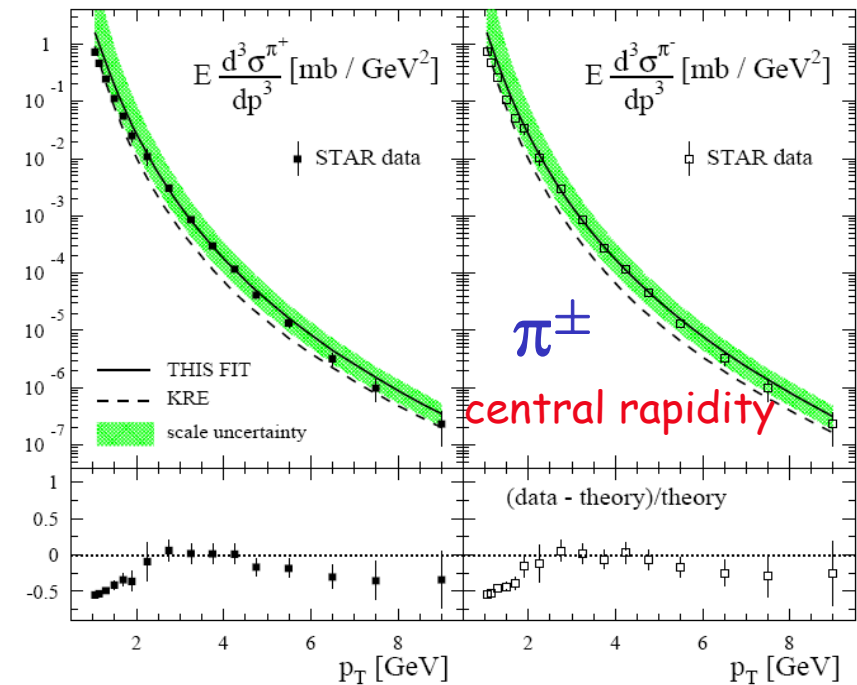 E d³σ^π⁺/dp³ [mb / GeV²]
STAR data
1
10⁻¹
10⁻²
10⁻³
10⁻⁴
10⁻⁵
10⁻⁶
10⁻⁷
THIS FIT
KRE
scale uncertainty
E d³σ^π⁻/dp³ [mb / GeV²]
STAR data
π±
central rapidity
1
0.5
0
-0.5
(data - theory)/theory
2 4 6 8
p_T [GeV]
2 4 6 8
p_T [GeV]